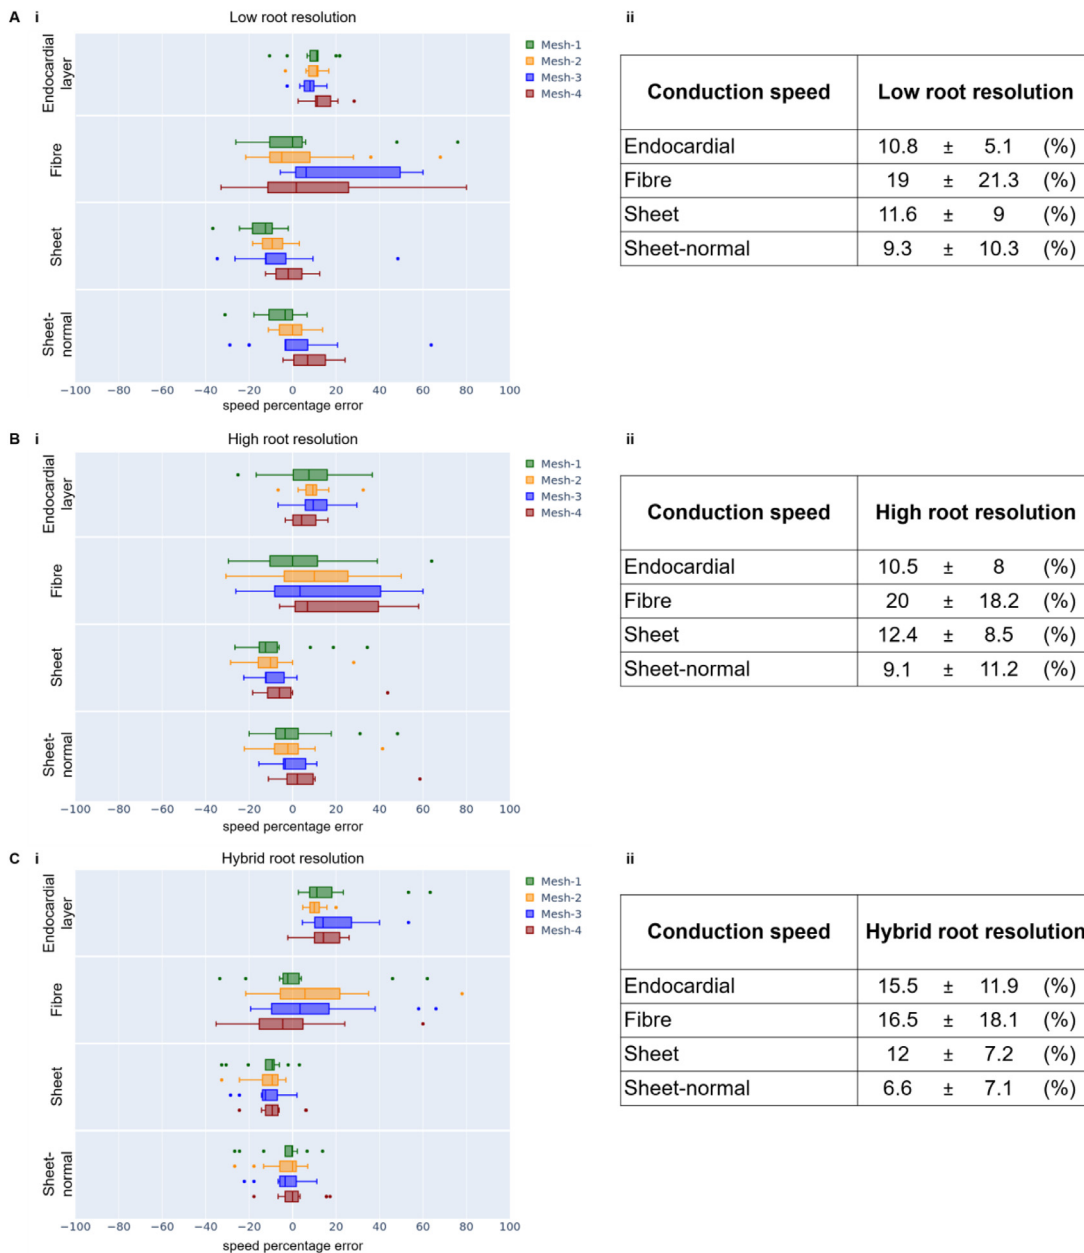 A i Low root resolution ii
Endocardial
layer
Fibre
Sheet
Sheet-
normal
Mesh-1
Mesh-2
Mesh-3
Mesh-4
−100 −80 −60 −40 −20 0 20 40 60 80 100
speed percentage error
Conduction speed Low root resolution
Endocardial 10.8 ± 5.1 (%)
Fibre 19 ± 21.3 (%)
Sheet 11.6 ± 9 (%)
Sheet-normal 9.3 ± 10.3 (%)
B i High root resolution ii
Endocardial
layer
Fibre
Sheet
Sheet-
normal
Mesh-1
Mesh-2
Mesh-3
Mesh-4
−100 −80 −60 −40 −20 0 20 40 60 80 100
speed percentage error
Conduction speed High root resolution
Endocardial 10.5 ± 8 (%)
Fibre 20 ± 18.2 (%)
Sheet 12.4 ± 8.5 (%)
Sheet-normal 9.1 ± 11.2 (%)
C i Hybrid root resolution ii
Endocardial
layer
Fibre
Sheet
Sheet-
normal
Mesh-1
Mesh-2
Mesh-3
Mesh-4
−100 −80 −60 −40 −20 0 20 40 60 80 100
speed percentage error
Conduction speed Hybrid root resolution
Endocardial 15.5 ± 11.9 (%)
Fibre 16.5 ± 18.1 (%)
Sheet 12 ± 7.2 (%)
Sheet-normal 6.6 ± 7.1 (%)